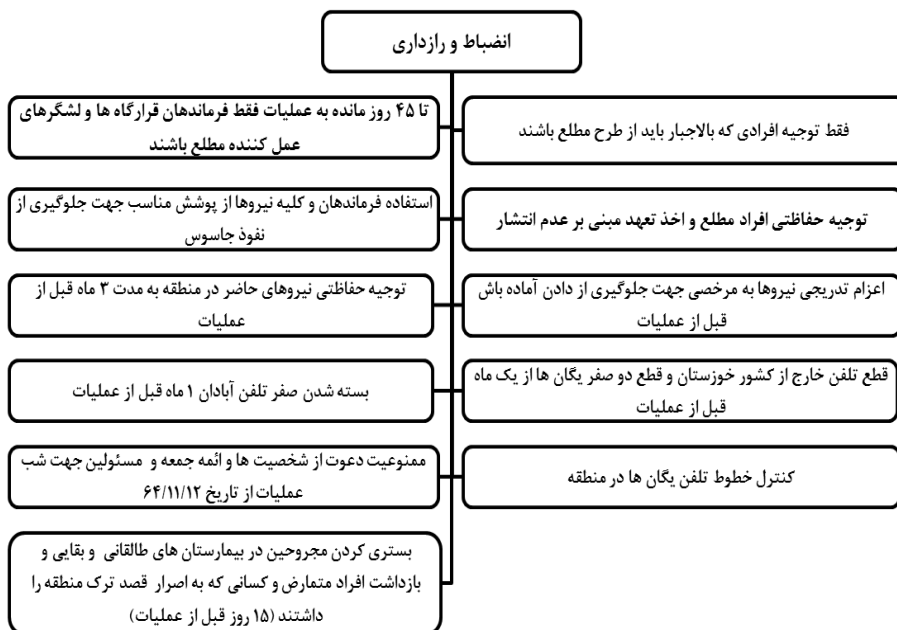 انضباط و رازداری
فقط توجیه افرادی که بالاجبار باید از طرح مطلع باشند
تا ۴۵ روز مانده به عملیات فقط فرماندهان قرارگاه ها و لشگرهای
عمل کننده مطلع باشند
توجیه حفاظتی افراد مطلع و اخذ تعهد مبنی بر عدم انتشار
استفاده فرماندهان و کلیه نیروها از پوشش مناسب جهت جلوگیری از
نفوذ جاسوس
اعزام تدریجی نیروها به مرخصی جهت جلوگیری از دادن آماده باش
قبل از عملیات
توجیه حفاظتی نیروهای حاضر در منطقه به مدت ۳ ماه قبل از
عملیات
قطع تلفن خارج از کشور خوزستان و قطع دو صفر یگان ها از یک ماه
قبل از عملیات
بسته شدن صفر تلفن آبادان ۱ ماه قبل از عملیات
کنترل خطوط تلفن یگان ها در منطقه
ممنوعیت دعوت از شخصیت ها و ائمه جمعه و مسئولین جهت شب
عملیات از تاریخ ۶۴/۱۱/۱۲
بستری کردن مجروحین در بیمارستان های طالقانی و بقایی و
بازداشت افراد متمارض و کسانی که به اصرار قصد ترک منطقه را
داشتند (۱۵ روز قبل از عملیات)